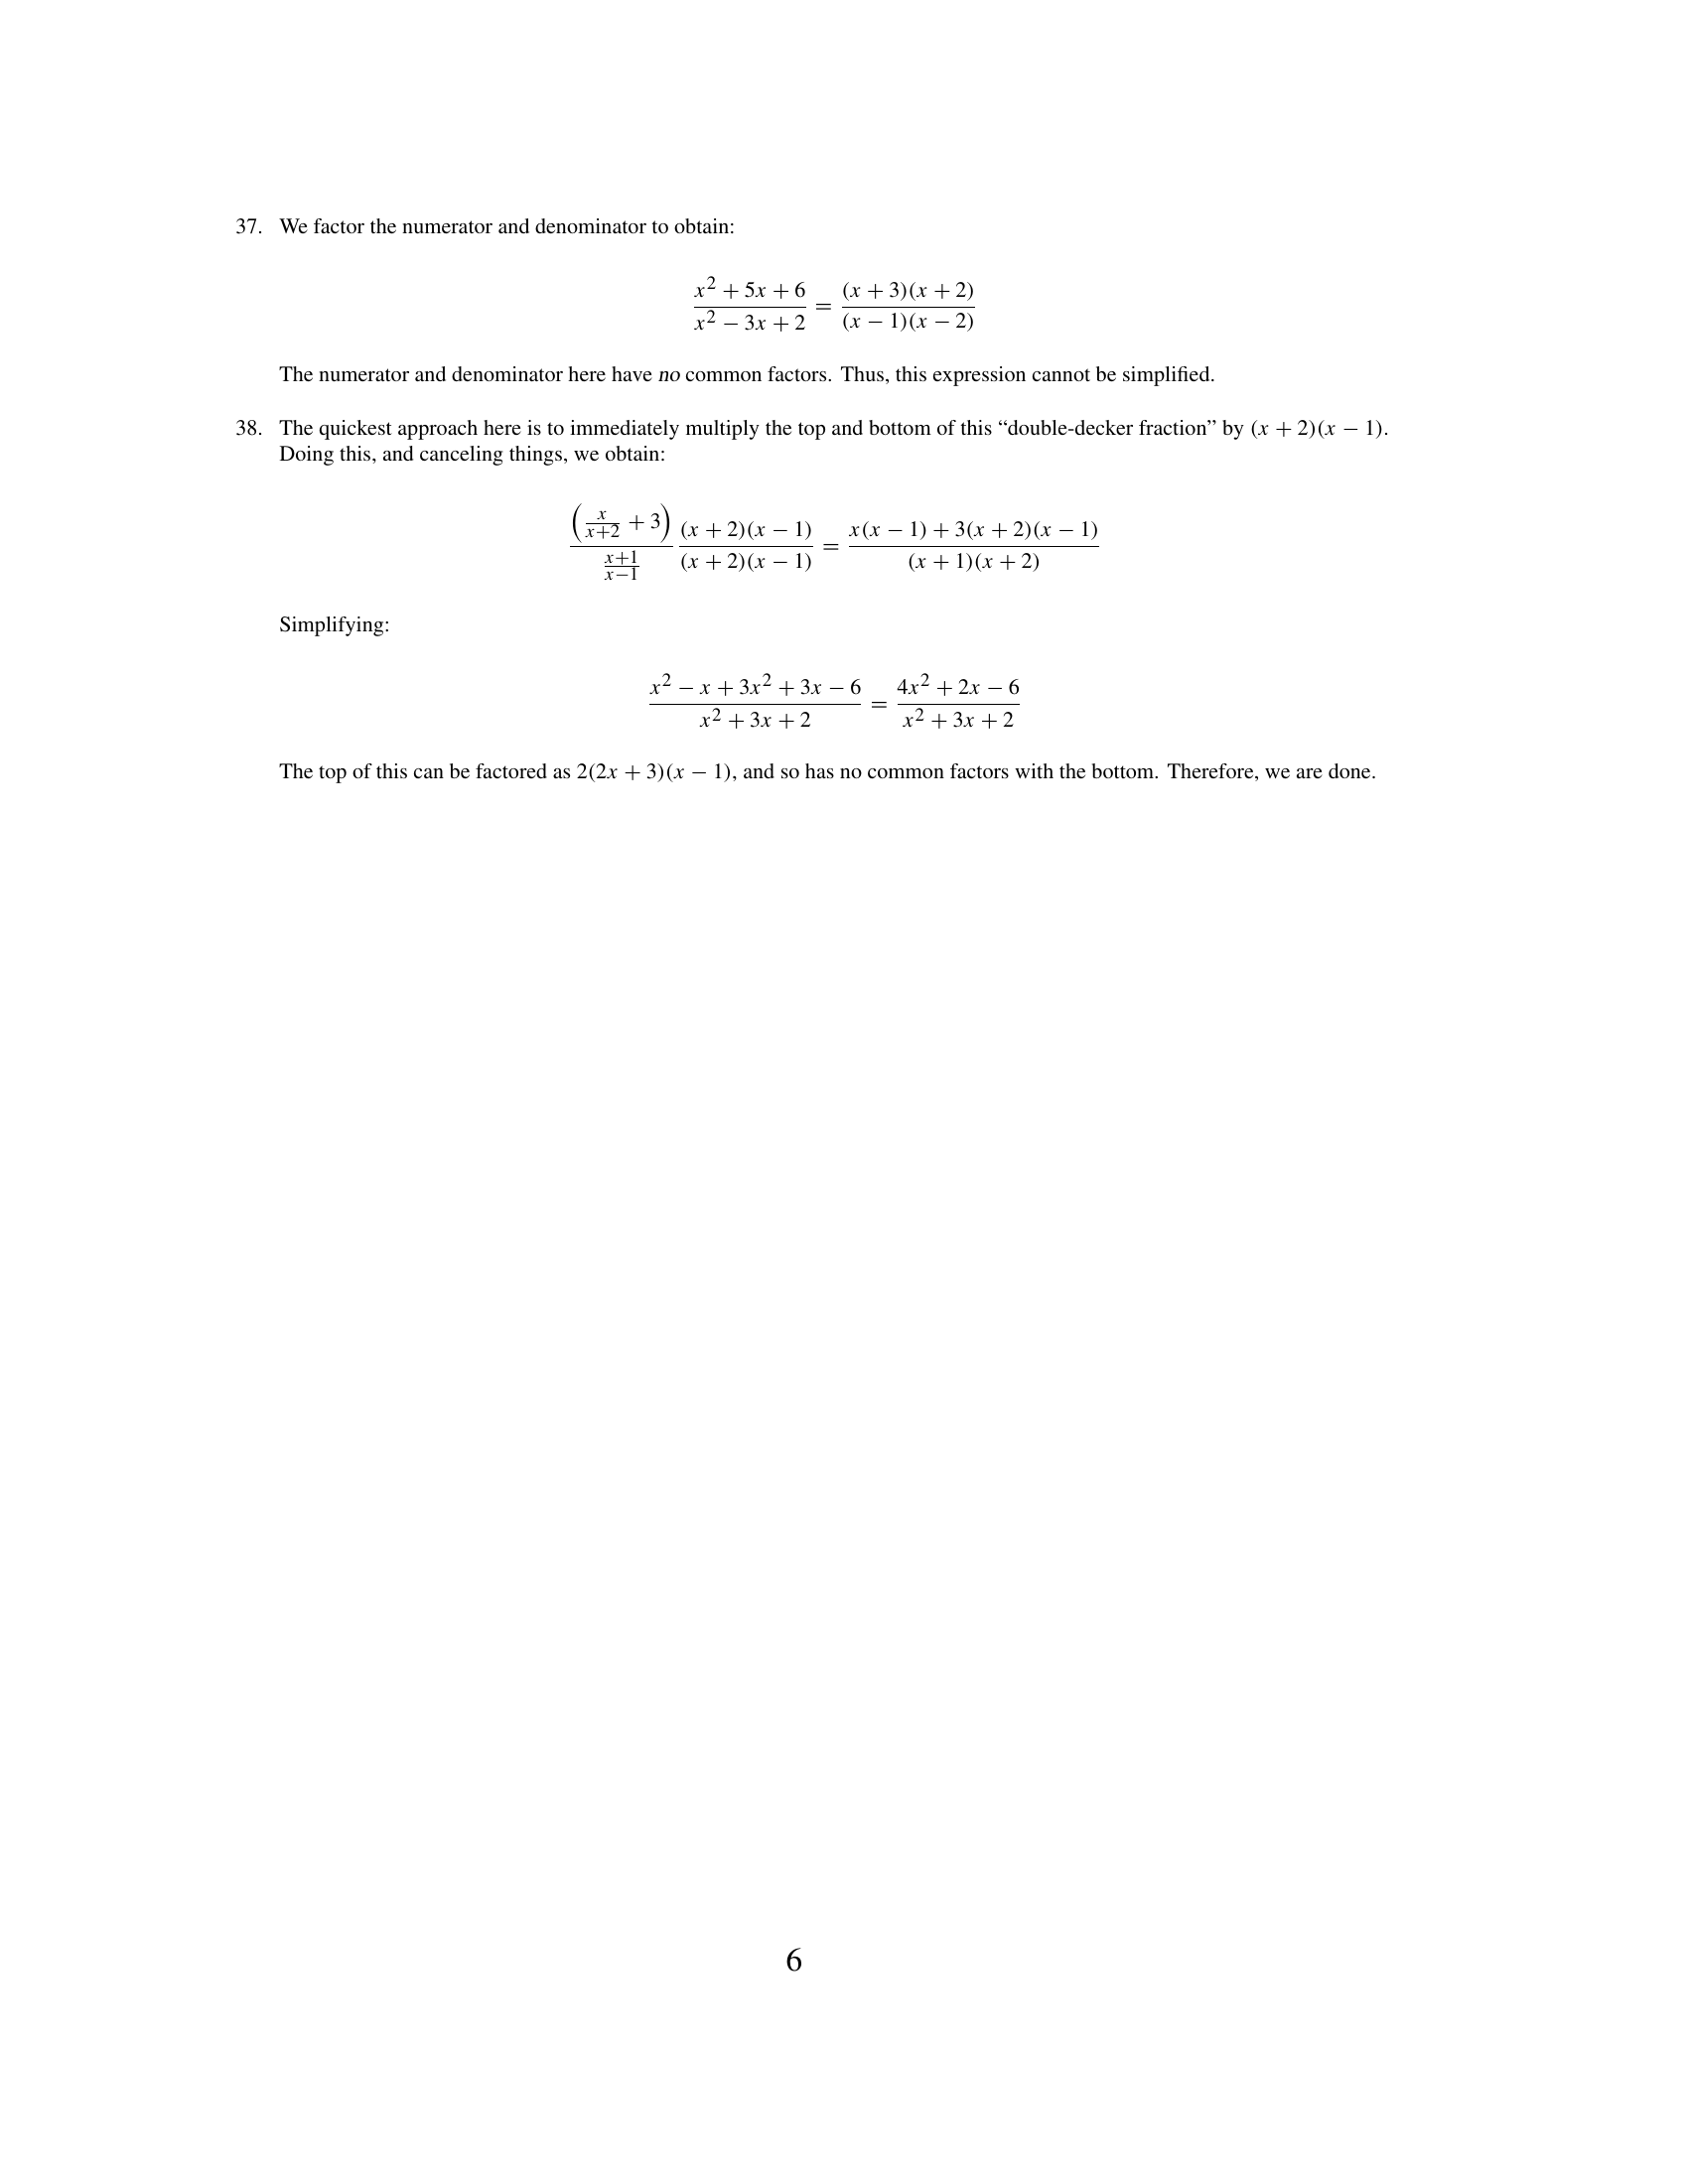 37. We factor the numerator and denominator to obtain:
\frac{x^2 + 5x + 6}{x^2 − 3x + 2} = \frac{(x + 3)(x + 2)}{(x − 1)(x − 2)}
The numerator and denominator here have no common factors. Thus, this expression cannot be simplified.
38. The quickest approach here is to immediately multiply the top and bottom of this “double-decker fraction” by (x + 2)(x − 1).
Doing this, and canceling things, we obtain:
\frac{\left(\frac{x}{x+2} + 3\right)}{\frac{x+1}{x−1}} \frac{(x + 2)(x − 1)}{(x + 2)(x − 1)} = \frac{x(x − 1) + 3(x + 2)(x − 1)}{(x + 1)(x + 2)}
Simplifying:
\frac{x^2 − x + 3x^2 + 3x − 6}{x^2 + 3x + 2} = \frac{4x^2 + 2x − 6}{x^2 + 3x + 2}
The top of this can be factored as 2(2x + 3)(x − 1), and so has no common factors with the bottom. Therefore, we are done.
6